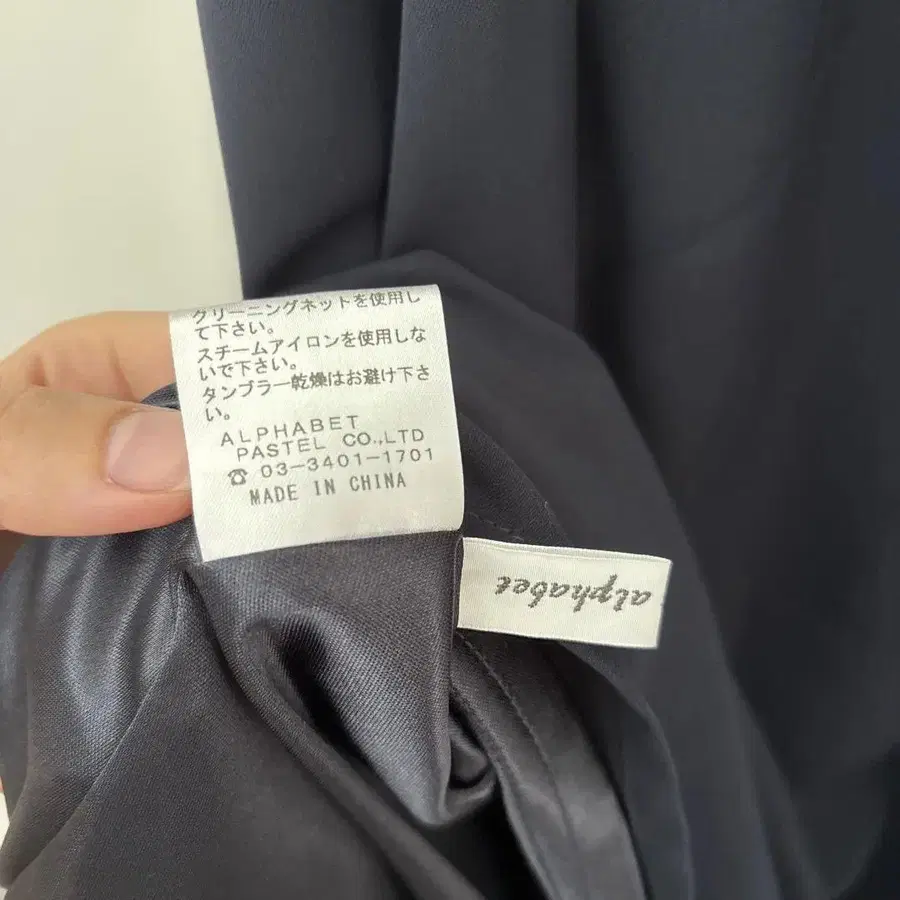 クリーニングネットを使用し
て下さい。
スチームアイロンを使用しな
いで下さい。
タンブラー乾燥はお避け下さ
い。
ALPHABET
PASTEL CO.,LTD
☎ 03-3401-1701
MADE IN CHINA
alphabet